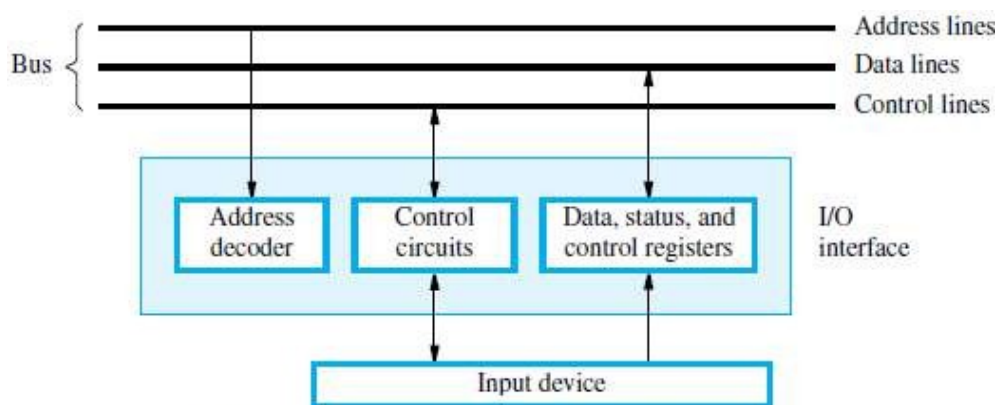 Address lines
Bus
Data lines
Control lines
Address
decoder
Control
circuits
Data, status, and
control registers
I/O
interface
Input device